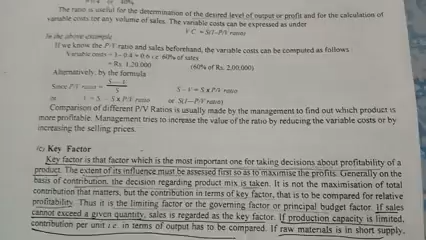 or 40%
The ratio is useful for the determination of the desired level of output or profit and for the calculation of
variable costs for any volume of sales. The variable costs can be expressed as under
V C = S(1–P/V ratio)
In the above example
If we know the P/V ratio and sales beforehand, the variable costs can be computed as follows
Variable costs = 1–0.4 = 0.6 i.e 60% of sales
= Rs. 1,20,000 (60% of Rs. 2,00,000)
Alternatively, by the formula
Since P/V ratio = S – V / S S – V = S x P/V ratio
or V = S – S x P/V ratio or S(1–P/V ratio)
Comparison of different P/V Ratios is usually made by the management to find out which product is
more profitable. Management tries to increase the value of the ratio by reducing the variable costs or by
increasing the selling prices.
(c) Key Factor
Key factor is that factor which is the most important one for taking decisions about profitability of a
product. The extent of its influence must be assessed first so as to maximise the profits. Generally on the
basis of contribution, the decision regarding product mix is taken. It is not the maximisation of total
contribution that matters, but the contribution in terms of key factor, that is to be compared for relative
profitability. Thus it is the limiting factor or the governing factor or principal budget factor. If sales
cannot exceed a given quantity, sales is regarded as the key factor. If production capacity is limited,
contribution per unit i.e. in terms of output has to be compared. If raw materials is in short supply,